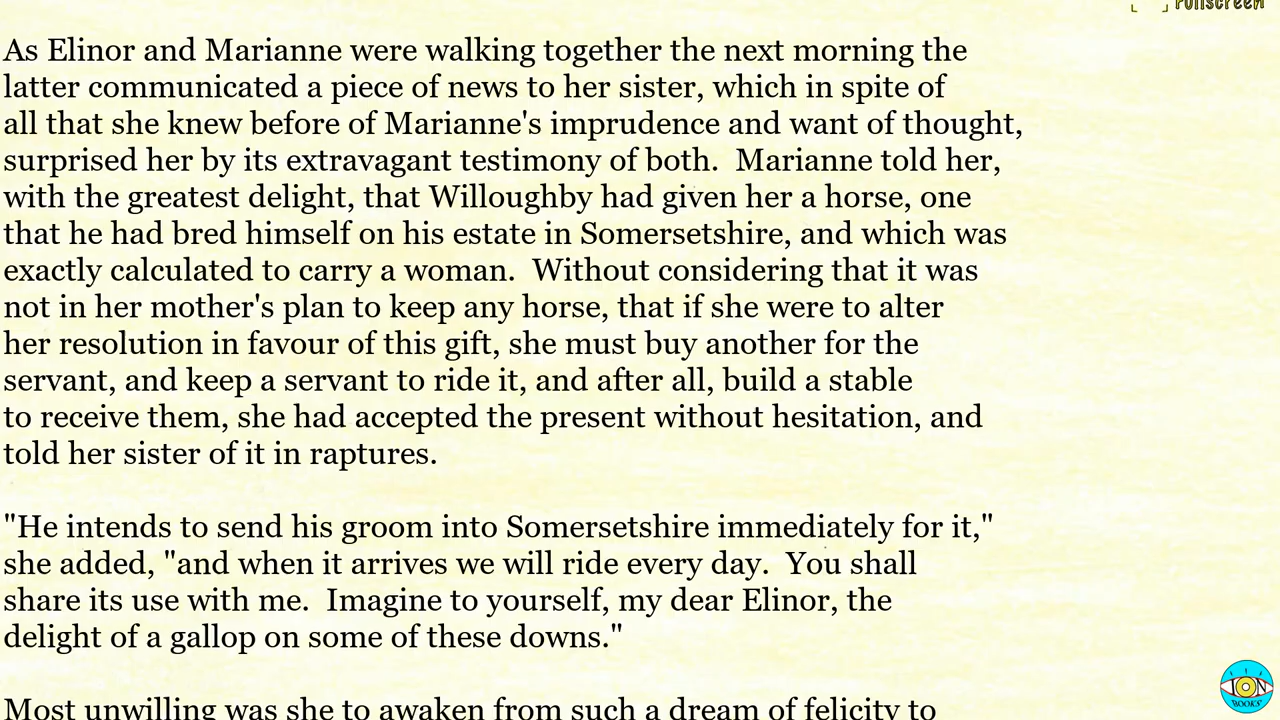 Fullscreen
As Elinor and Marianne were walking together the next morning the
latter communicated a piece of news to her sister, which in spite of
all that she knew before of Marianne's imprudence and want of thought,
surprised her by its extravagant testimony of both.  Marianne told her,
with the greatest delight, that Willoughby had given her a horse, one
that he had bred himself on his estate in Somersetshire, and which was
exactly calculated to carry a woman.  Without considering that it was
not in her mother's plan to keep any horse, that if she were to alter
her resolution in favour of this gift, she must buy another for the
servant, and keep a servant to ride it, and after all, build a stable
to receive them, she had accepted the present without hesitation, and
told her sister of it in raptures.

"He intends to send his groom into Somersetshire immediately for it,"
she added, "and when it arrives we will ride every day.  You shall
share its use with me.  Imagine to yourself, my dear Elinor, the
delight of a gallop on some of these downs."

Most unwilling was she to awaken from such a dream of felicity to
ION
BOOKS